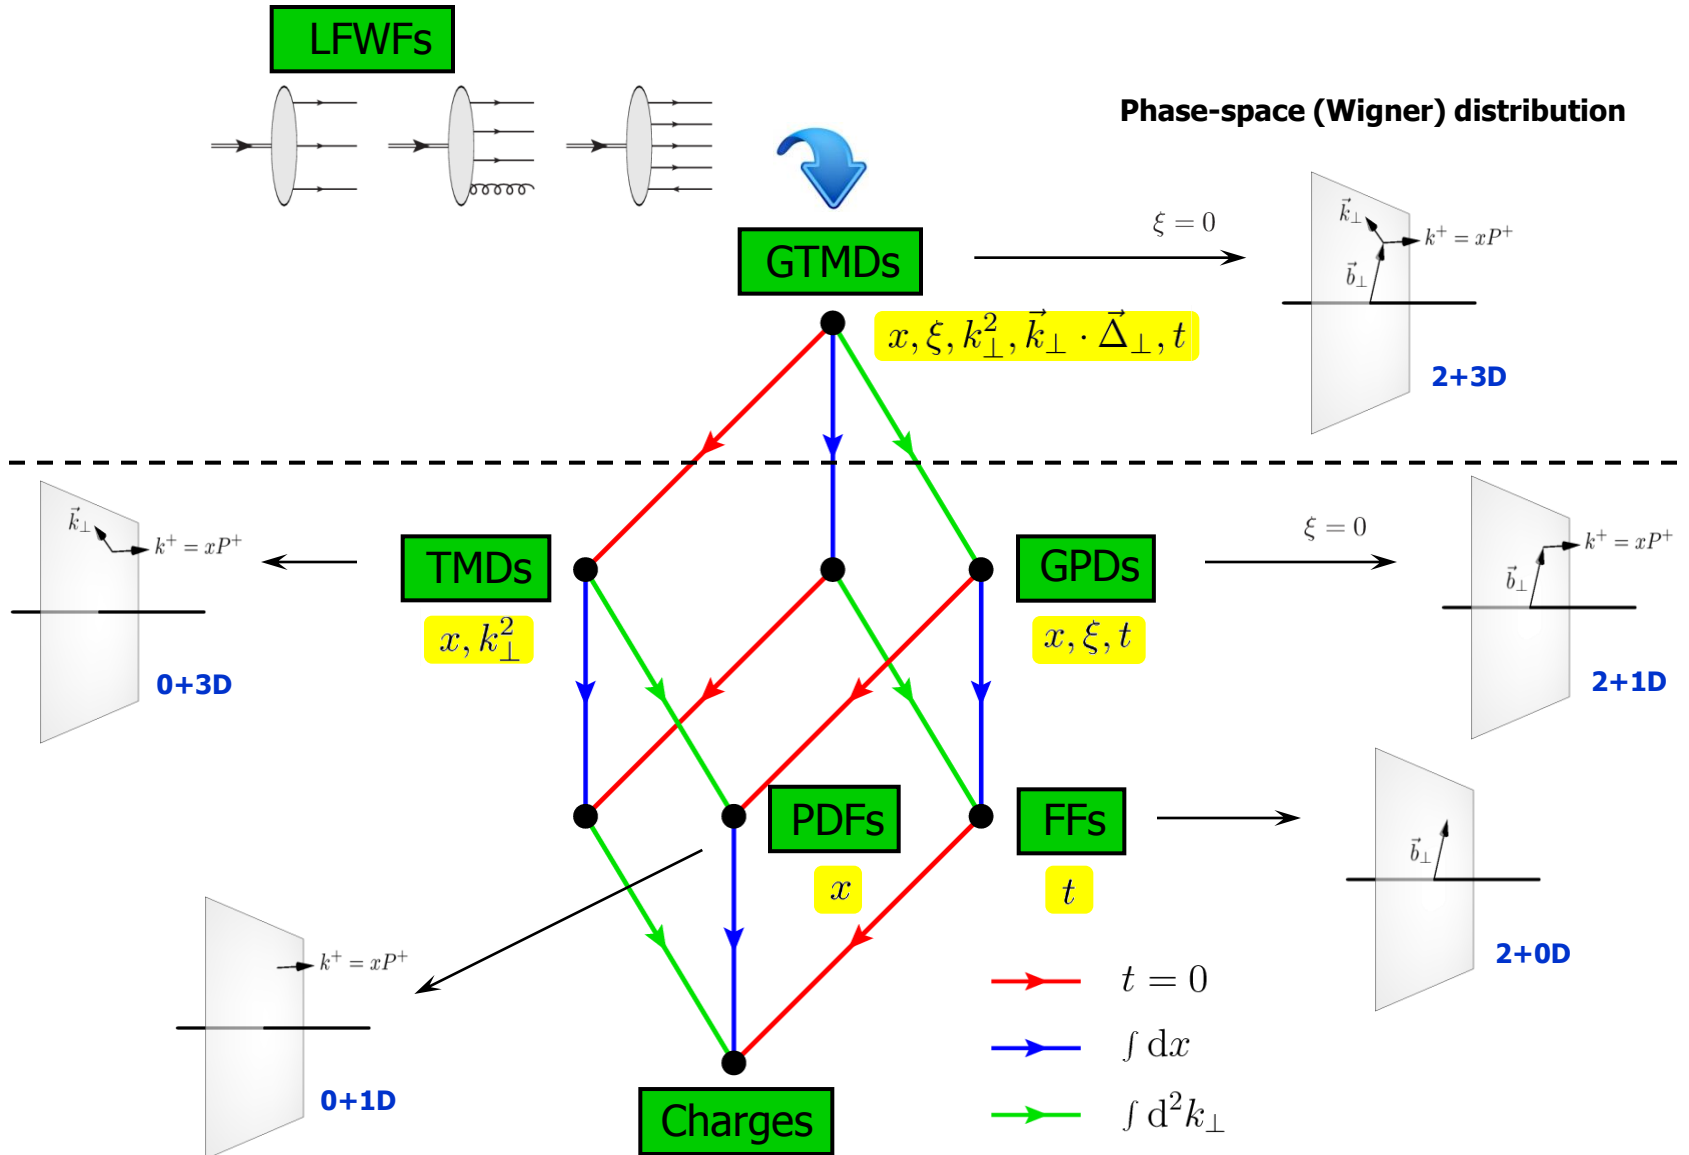 LFWFs
Phase-space (Wigner) distribution
ξ = 0
GTMDs
x, ξ, k⊥², k⃗⊥ · Δ⃗⊥, t
k⃗⊥
k⁺ = xP⁺
b⃗⊥
2+3D
k⃗⊥
k⁺ = xP⁺
0+3D
TMDs
x, k⊥²
GPDs
x, ξ, t
ξ = 0
k⁺ = xP⁺
b⃗⊥
2+1D
PDFs
x
FFs
t
b⃗⊥
2+0D
k⁺ = xP⁺
0+1D
t = 0
∫ dx
∫ d²k⊥
Charges